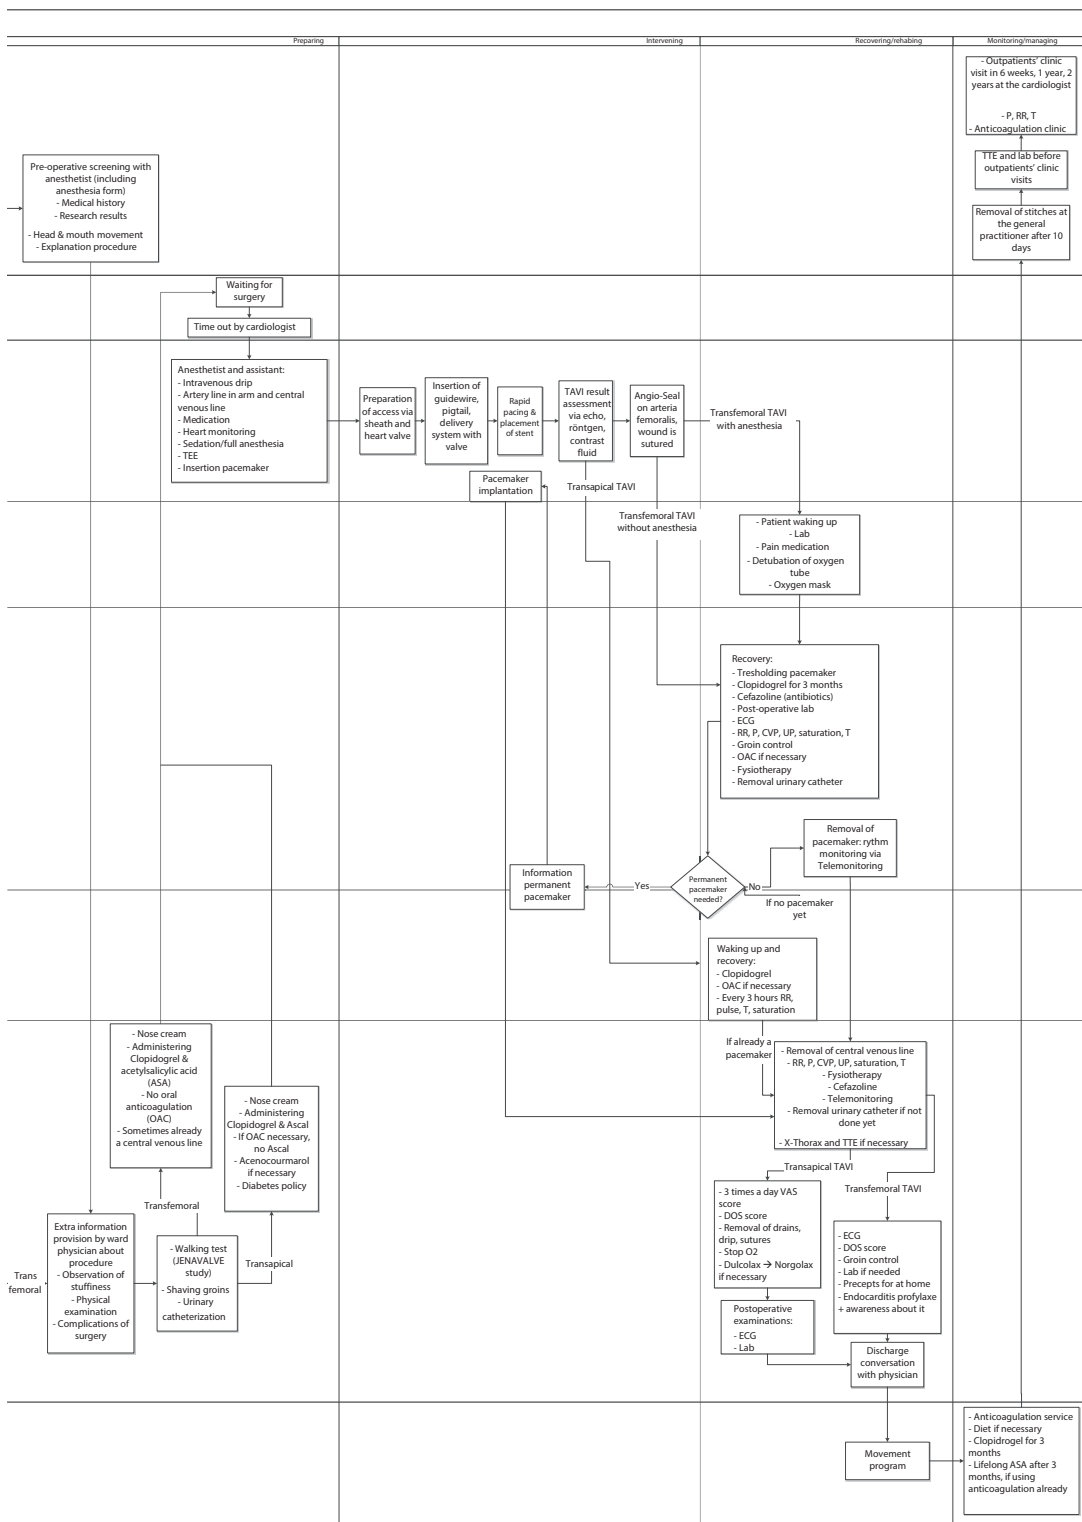 Preparing
Intervening
Recovering/rehabing
Monitoring/managing
- Outpatients' clinic
visit in 6 weeks, 1 year, 2
years at the cardiologist
- P, RR, T
- Anticoagulation clinic
TTE and lab before
outpatients' clinic
visits
Removal of stitches at
the general
practitioner after 10
days
Pre-operative screening with
anesthetist (including
anesthesia form)
- Medical history
- Research results
- Head & mouth movement
- Explanation procedure
Waiting for
surgery
Time out by cardiologist
Anesthetist and assistant:
- Intravenous drip
- Artery line in arm and central
venous line
- Medication
- Heart monitoring
- Sedation/full anesthesia
- TEE
- Insertion pacemaker
Preparation
of access via
sheath and
heart valve
Insertion of
guidewire,
pigtail,
delivery
system with
valve
Rapid
pacing &
placement
of stent
TAVI result
assessment
via echo,
röntgen,
contrast
fluid
Angio-Seal
on arteria
femoralis,
wound is
sutured
Transfemoral TAVI
with anesthesia
Pacemaker
implantation
Transapical TAVI
Transfemoral TAVI
without anesthesia
- Patient waking up
- Lab
- Pain medication
- Detubation of oxygen
tube
- Oxygen mask
Recovery:
- Tresholding pacemaker
- Clopidogrel for 3 months
- Cefazoline (antibiotics)
- Post-operative lab
- ECG
- RR, P, CVP, UP, saturation, T
- Groin control
- OAC if necessary
- Fysiotherapy
- Removal urinary catheter
Removal of
pacemaker: rythm
monitoring via
Telemonitoring
Information
permanent
pacemaker
Yes
Permanent
pacemaker
needed?
No
If no pacemaker
yet
Waking up and
recovery:
- Clopidogrel
- OAC if necessary
- Every 3 hours RR,
pulse, T, saturation
If already a
pacemaker
- Removal of central venous line
- RR, P, CVP, UP, saturation, T
- Fysiotherapy
- Cefazoline
- Telemonitoring
- Removal urinary catheter if not
done yet
- X-Thorax and TTE if necessary
- Nose cream
- Administering
Clopidogrel &
acetylsalicylic acid
(ASA)
- No oral
anticoagulation
(OAC)
- Sometimes already
a central venous line
- Nose cream
- Administering
Clopidogrel & Ascal
- If OAC necessary,
no Ascal
- Acenocourmarol
if necessary
- Diabetes policy
Transfemoral
Transapical TAVI
Transfemoral TAVI
- 3 times a day VAS
score
- DOS score
- Removal of drains,
drip, sutures
- Stop O2
- Dulcolax → Norgolax
if necessary
- ECG
- DOS score
- Groin control
- Lab if needed
- Precepts for at home
- Endocarditis profylaxe
+ awareness about it
Trans
femoral
Extra information
provision by ward
physician about
procedure
- Observation of
stuffiness
- Physical
examination
- Complications of
surgery
- Walking test
(JENAVALVE
study)
- Shaving groins
- Urinary
catheterization
Transapical
Postoperative
examinations:
- ECG
- Lab
Discharge
conversation
with physician
Movement
program
- Anticoagulation service
- Diet if necessary
- Clopidrogel for 3
months
- Lifelong ASA after 3
months, if using
anticoagulation already